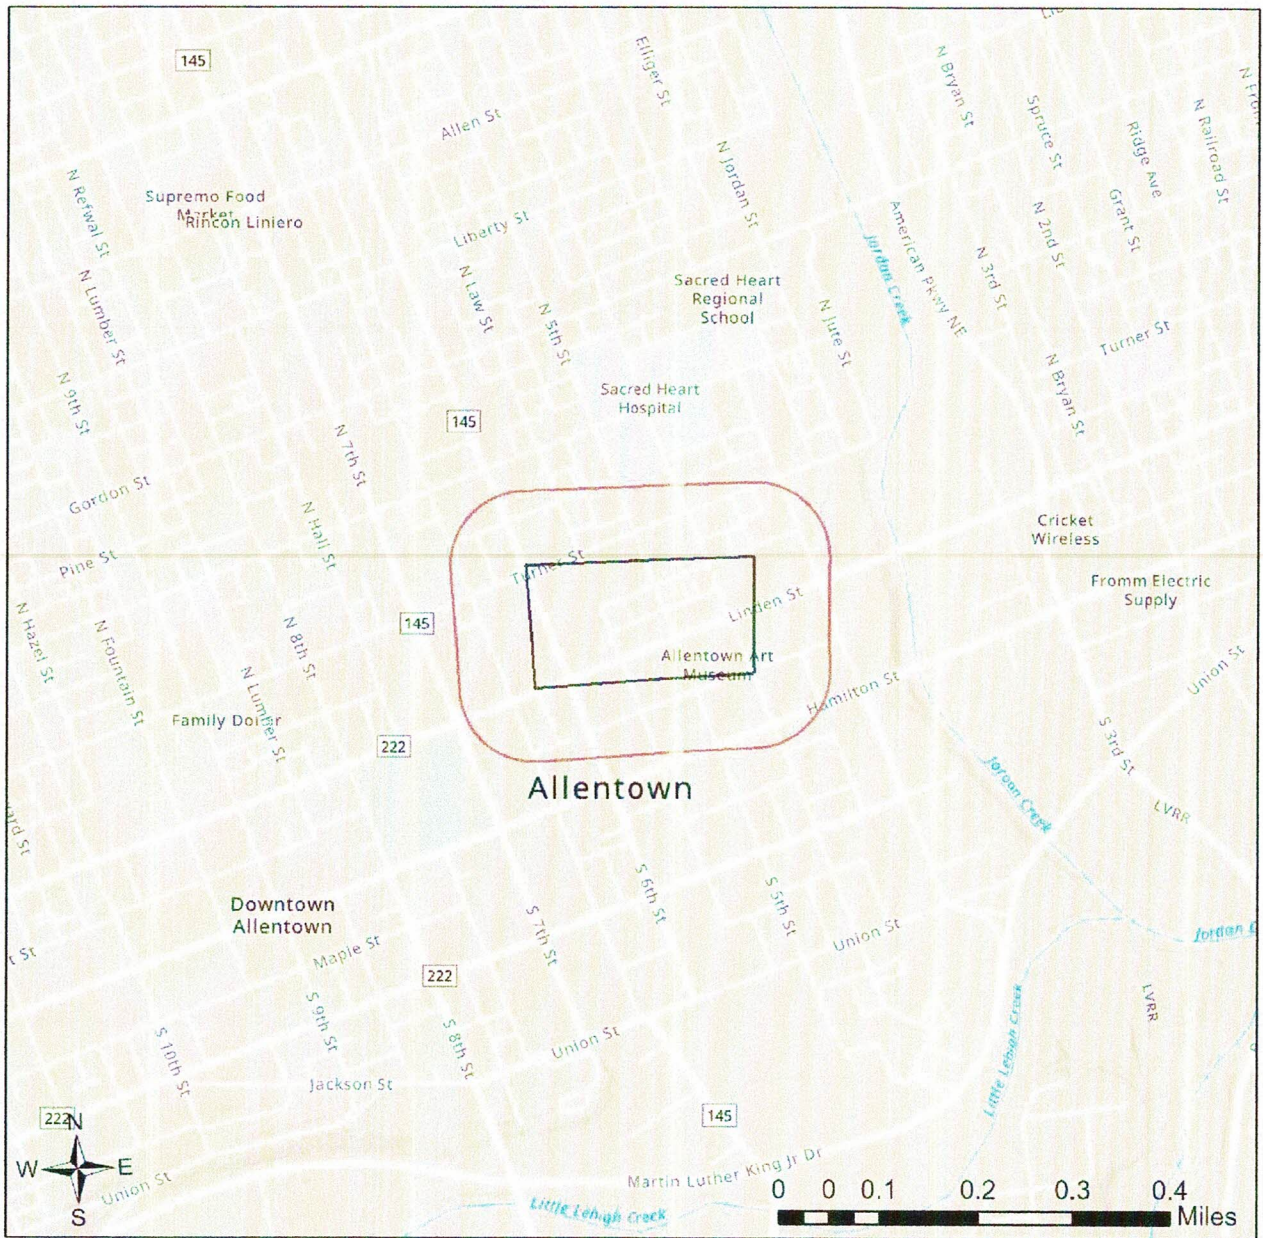 145
Elliger St
N Bryan St
Allen St
Spruce St
Ridge Ave
N Railroad St
N Jordan St
N Refwal St
Supremo Food
Market
Rincon Liniero
Liberty St
American Pkwy NE
N 2nd St
Grant St
Jordan Creek
N 3rd St
N Lumber St
N Law St
N 5th St
Sacred Heart
Regional
School
N Jute St
Turner St
N 9th St
Sacred Heart
Hospital
N Bryan St
145
N 7th St
Gordon St
N Hall St
Cricket
Wireless
Pine St
Turner St
Fromm Electric
Supply
Linden St
N Hazel St
N Fountain St
145
N 8th St
Allentown Art
Museum
Union St
N Lumber St
Hamilton St
Family Dollar
222
S 3rd St
Allentown
Jordan Creek
LVRR
S 6th St
S 5th St
Downtown
Allentown
S 7th St
Union St
Maple St
t St
222
Little Lehigh Creek
LVRR
S 9th St
S 8th St
Union St
S 10th St
Jackson St
222
N
W
E
S
145
Union St
Martin Luther King Jr Dr
Little Lehigh Creek
0 0 0.1 0.2 0.3 0.4
Miles